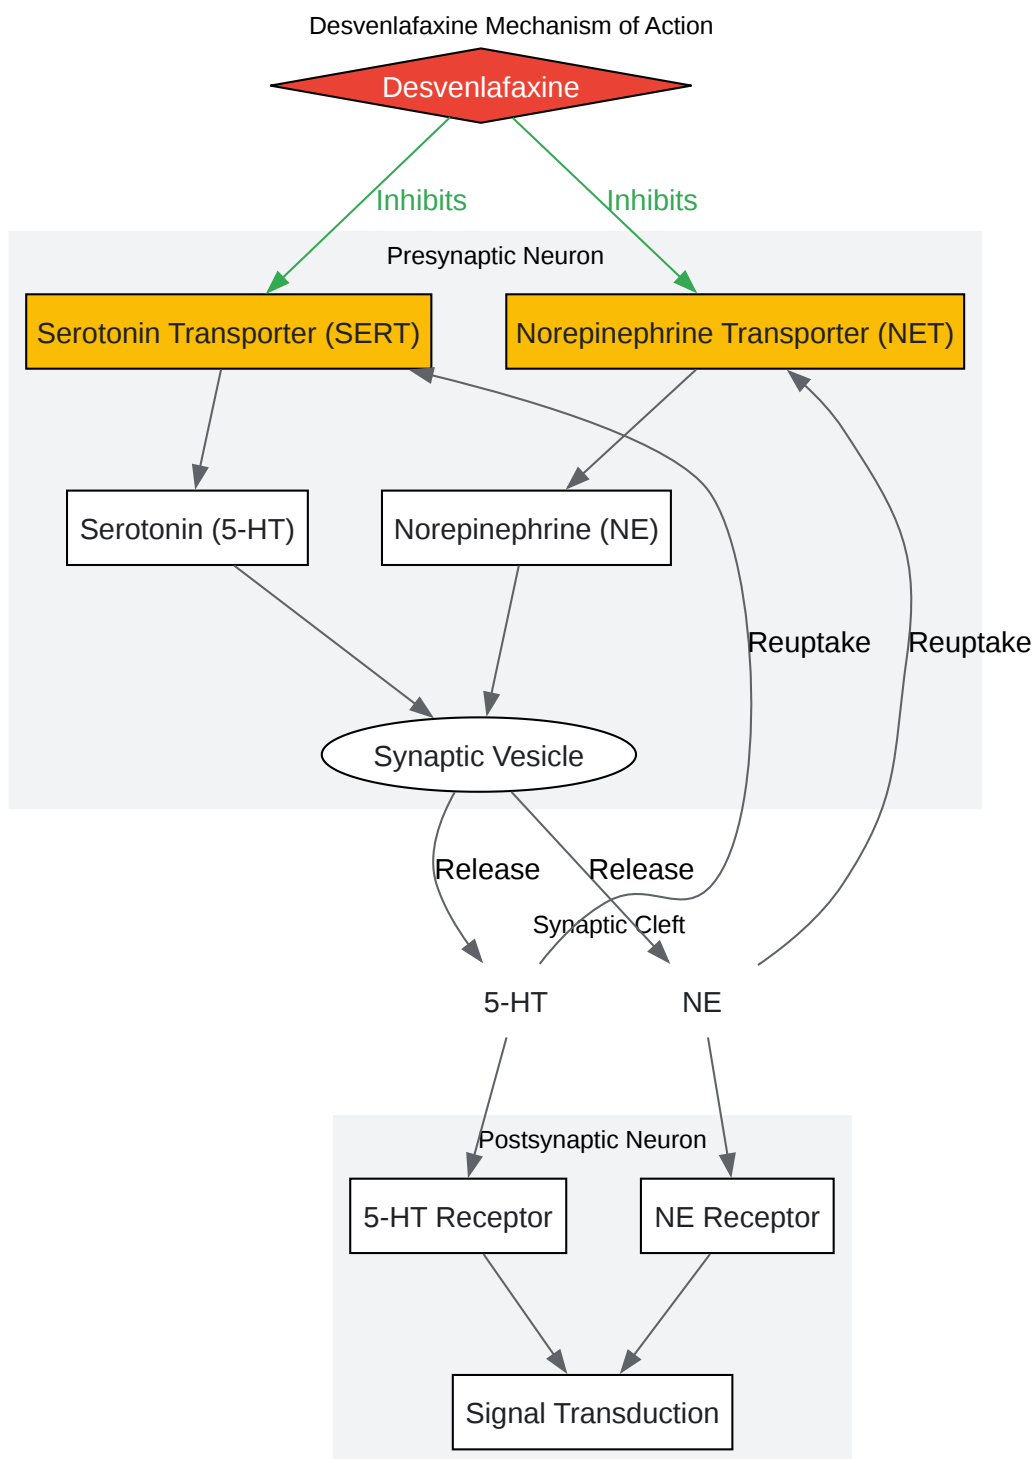 Desvenlafaxine Mechanism of Action
Desvenlafaxine
Inhibits
Inhibits
Presynaptic Neuron
Serotonin Transporter (SERT)
Norepinephrine Transporter (NET)
Serotonin (5-HT)
Norepinephrine (NE)
Reuptake
Reuptake
Synaptic Vesicle
Release
Release
Synaptic Cleft
5-HT
NE
Postsynaptic Neuron
5-HT Receptor
NE Receptor
Signal Transduction